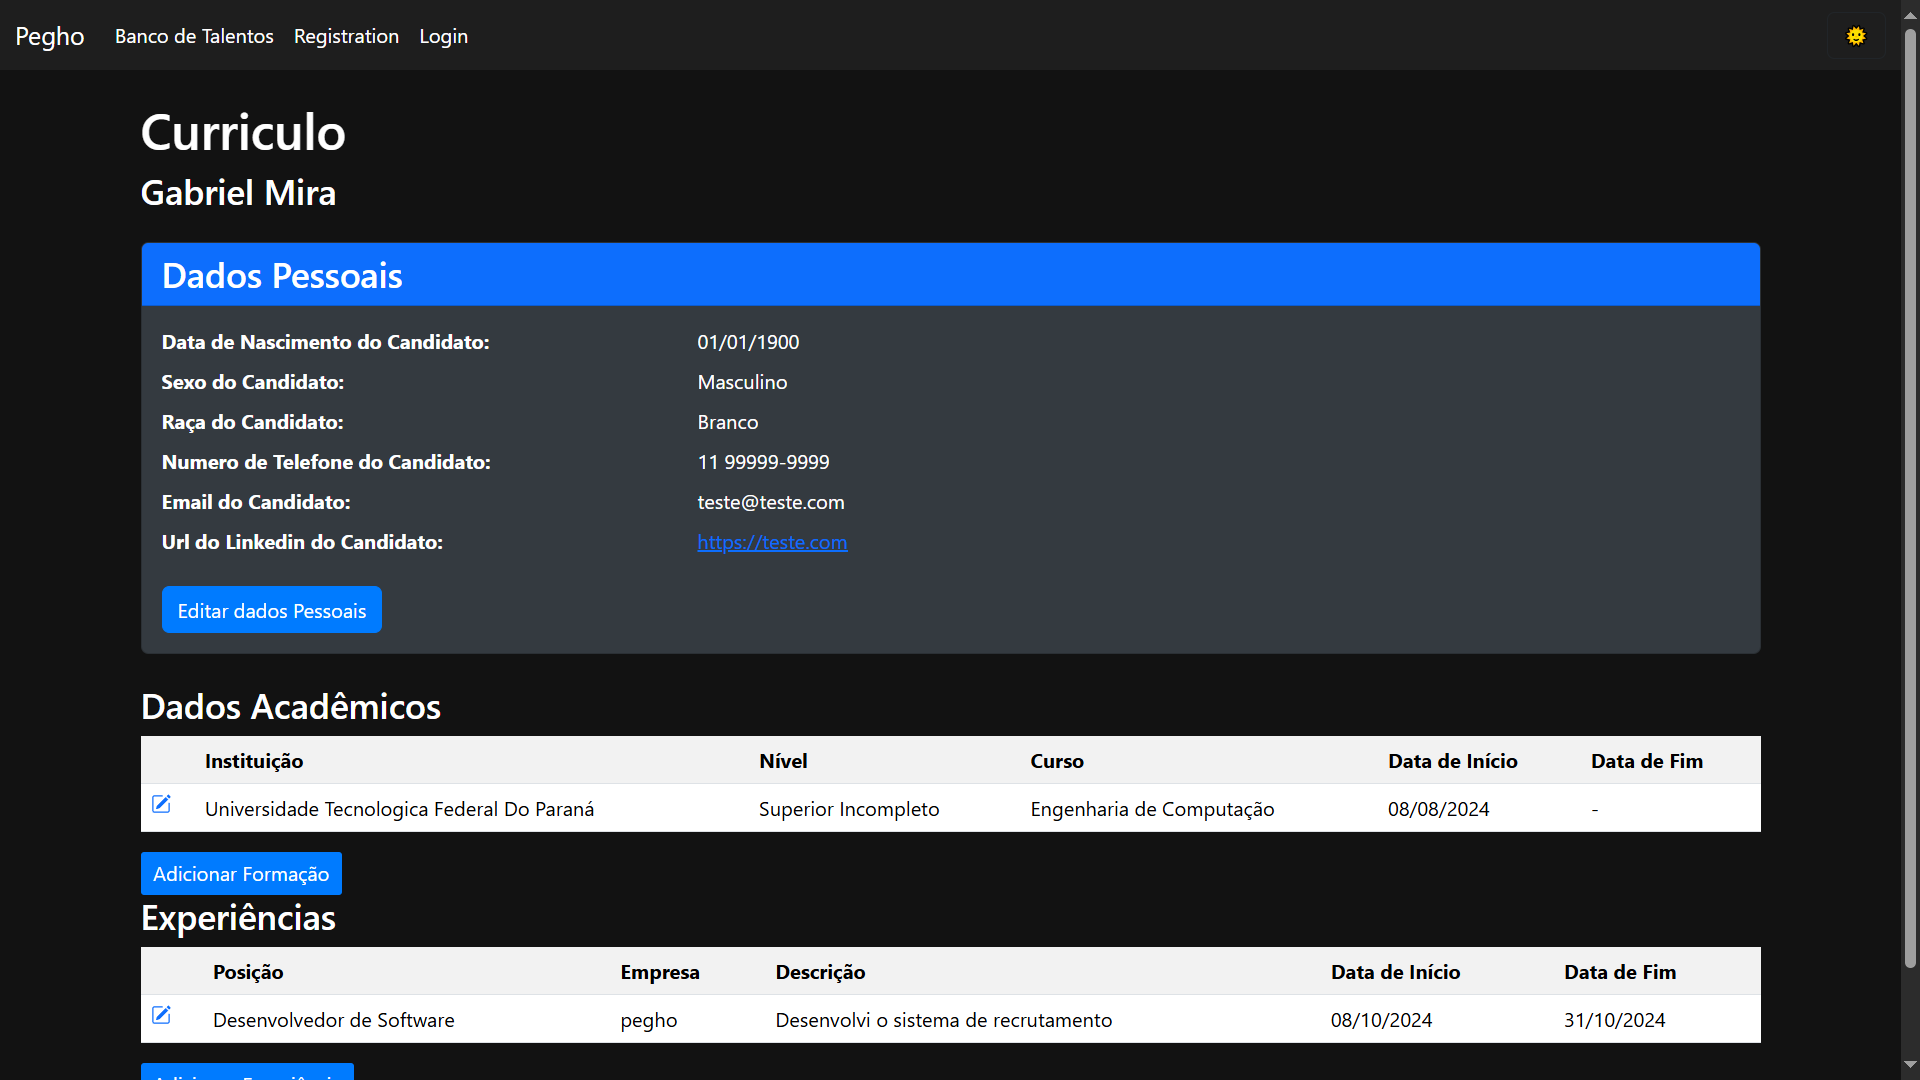 Pegho Banco de Talentos Registration Login
Curriculo
Gabriel Mira
Dados Pessoais
Data de Nascimento do Candidato: 01/01/1900
Sexo do Candidato: Masculino
Raça do Candidato: Branco
Numero de Telefone do Candidato: 11 99999-9999
Email do Candidato: teste@teste.com
Url do Linkedin do Candidato: https://teste.com
Editar dados Pessoais
Dados Acadêmicos
Instituição Nível Curso Data de Início Data de Fim
Universidade Tecnologica Federal Do Paraná Superior Incompleto Engenharia de Computação 08/08/2024 -
Adicionar Formação
Experiências
Posição Empresa Descrição Data de Início Data de Fim
Desenvolvedor de Software pegho Desenvolvi o sistema de recrutamento 08/10/2024 31/10/2024